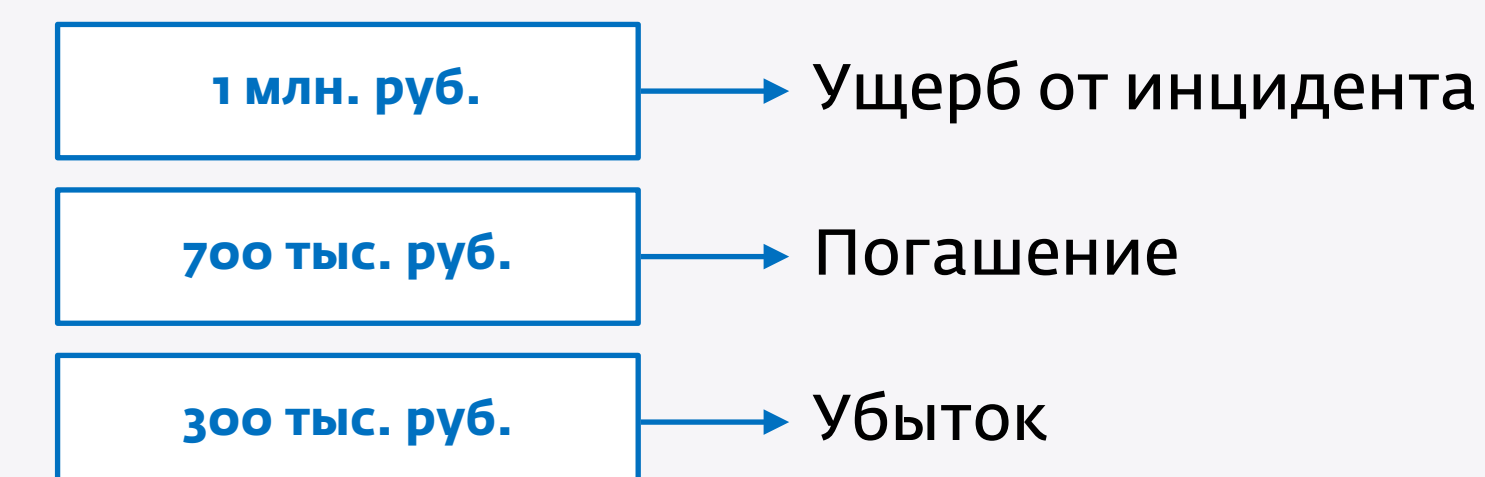 1 млн. руб.
Ущерб от инцидента
700 тыс. руб.
Погашение
300 тыс. руб.
Убыток